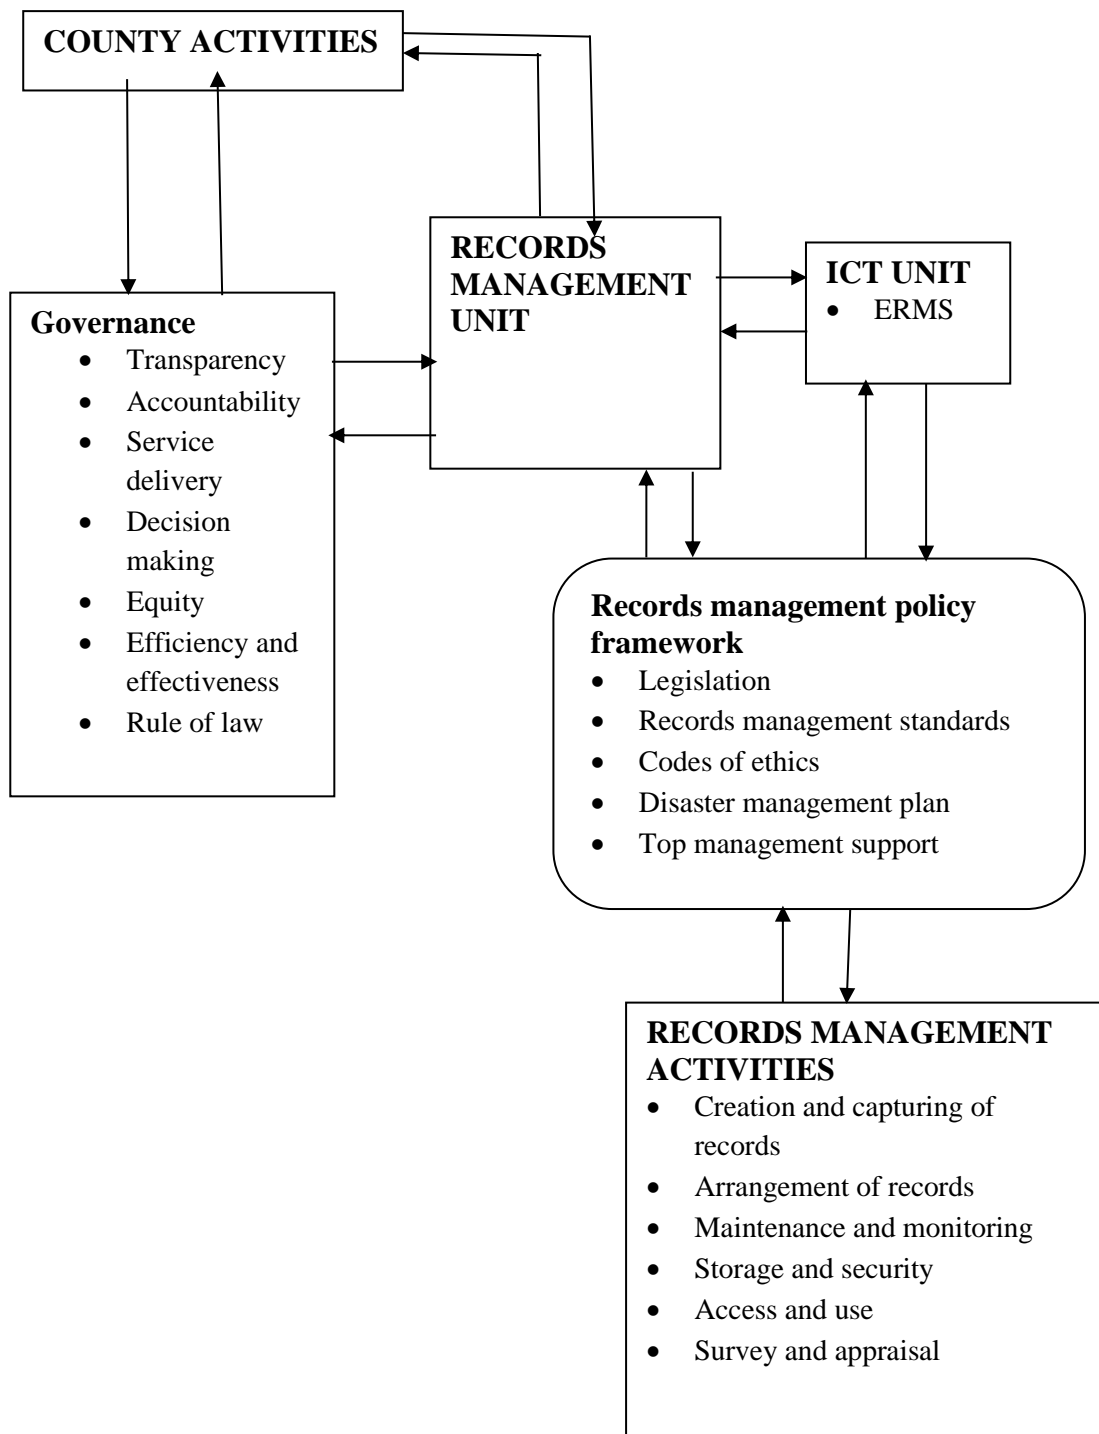 COUNTY ACTIVITIES
RECORDS
MANAGEMENT
UNIT
ICT UNIT
• ERMS
Governance
• Transparency
• Accountability
• Service
delivery
• Decision
making
• Equity
• Efficiency and
effectiveness
• Rule of law
Records management policy
framework
• Legislation
• Records management standards
• Codes of ethics
• Disaster management plan
• Top management support
RECORDS MANAGEMENT
ACTIVITIES
• Creation and capturing of
records
• Arrangement of records
• Maintenance and monitoring
• Storage and security
• Access and use
• Survey and appraisal